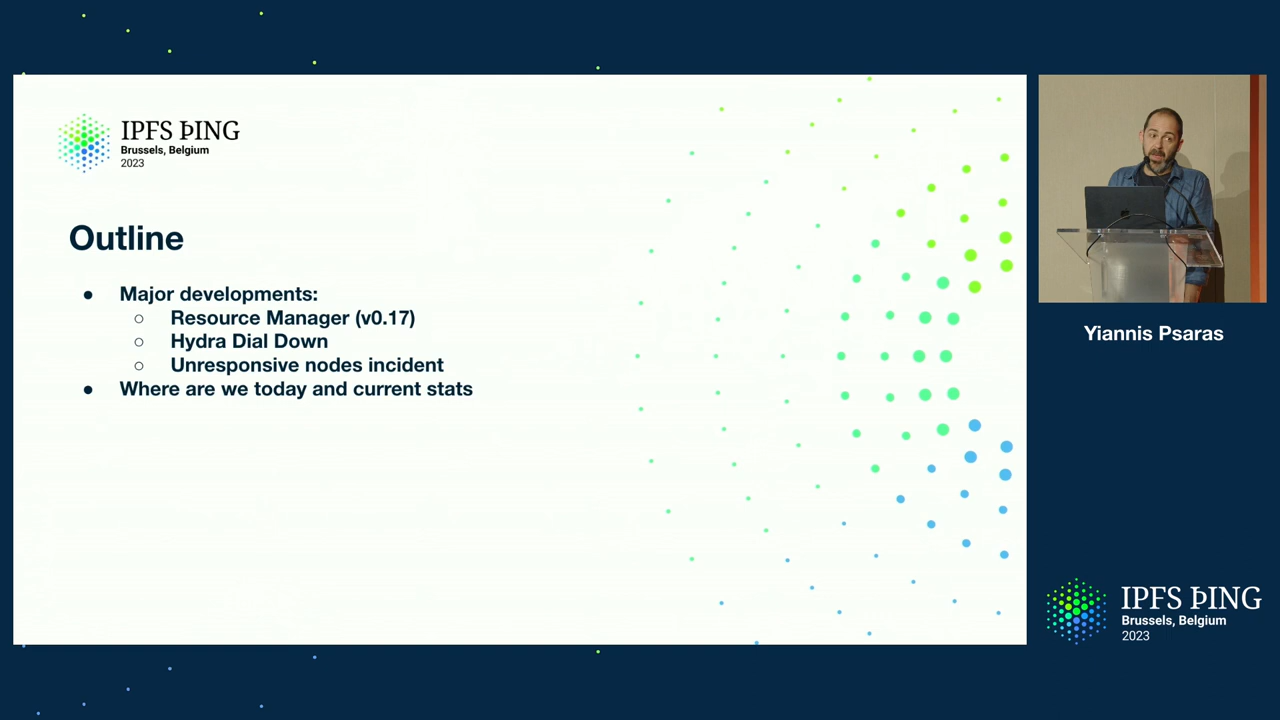 IPFS ÞING
Brussels, Belgium
2023
Outline
● Major developments:
○ Resource Manager (v0.17)
○ Hydra Dial Down
○ Unresponsive nodes incident
● Where are we today and current stats
Yiannis Psaras
IPFS ÞING
Brussels, Belgium
2023